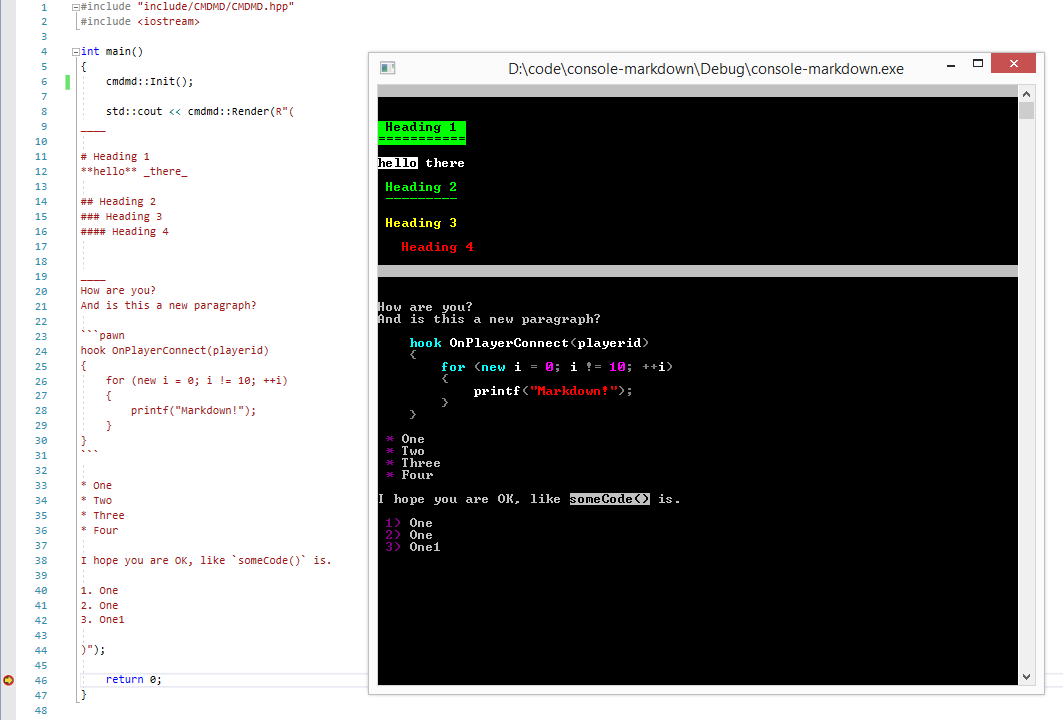 1 #include "include/CMDMD/CMDMD.hpp"
2 #include <iostream>
3
4 int main()
5 {
6     cmdmd::Init();
7
8     std::cout << cmdmd::Render(R"(
9 ____
10
11 # Heading 1
12 **hello** _there_
13
14 ## Heading 2
15 ### Heading 3
16 #### Heading 4
17
18
19 ____
20 How are you?
21 And is this a new paragraph?
22
23 ```pawn
24 hook OnPlayerConnect(playerid)
25 {
26     for (new i = 0; i != 10; ++i)
27     {
28         printf("Markdown!");
29     }
30 }
31 ```
32
33 * One
34 * Two
35 * Three
36 * Four
37
38 I hope you are OK, like `someCode()` is.
39
40 1. One
41 2. One
42 3. One1
43
44 )");
45
46     return 0;
47 }
48
D:\code\console-markdown\Debug\console-markdown.exe
Heading 1
===========
hello there
Heading 2
---------
Heading 3
Heading 4
How are you?
And is this a new paragraph?
    hook OnPlayerConnect(playerid)
    {
        for (new i = 0; i != 10; ++i)
        {
            printf("Markdown!");
        }
    }
* One
* Two
* Three
* Four
I hope you are OK, like someCode() is.
1) One
2) One
3) One1